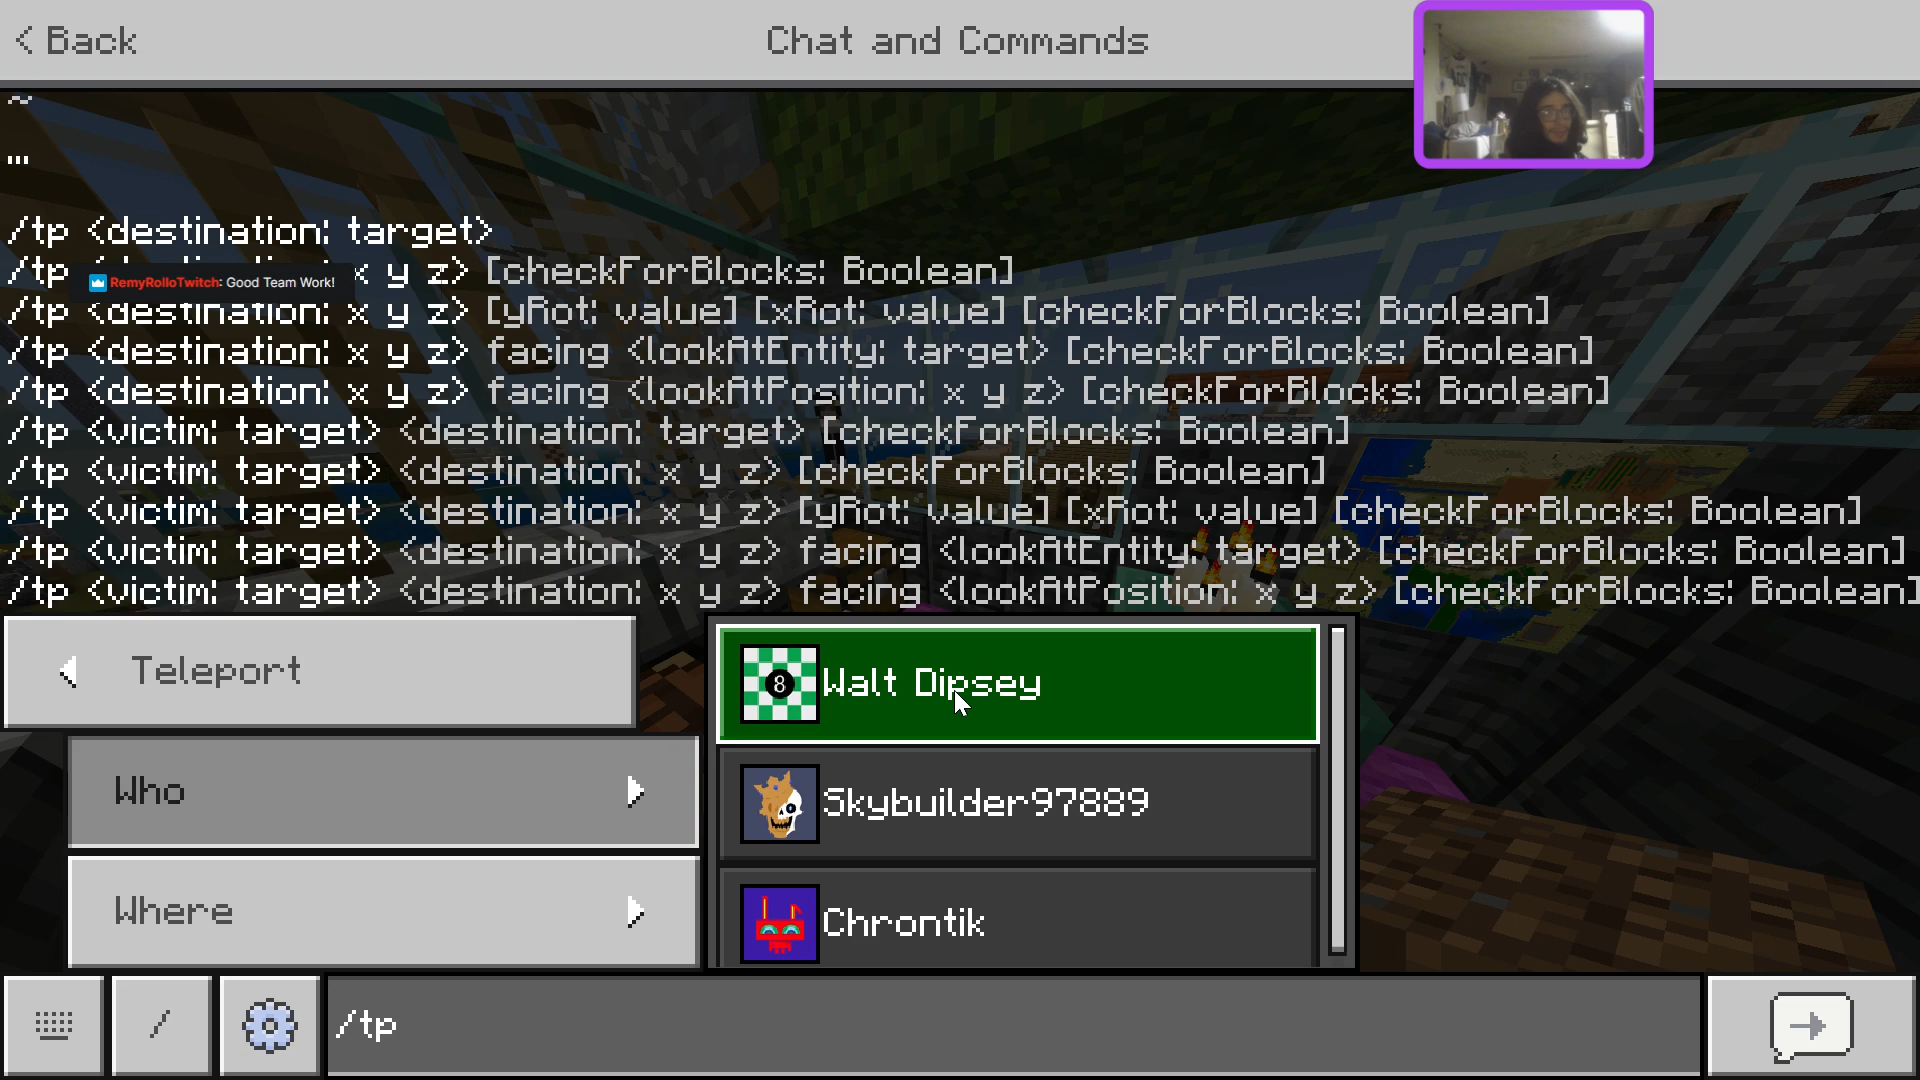 Back
Chat and Commands
~
...
/tp <destination: target>
/tp x y z> [checkForBlocks: Boolean]
RemyRolloTwitch: Good Team Work!
/tp <destination: x y z> [yRot: value] [xRot: value] [checkForBlocks: Boolean]
/tp <destination: x y z> facing <lookAtEntity: target> [checkForBlocks: Boolean]
/tp <destination: x y z> facing <lookAtPosition: x y z> [checkForBlocks: Boolean]
/tp <victim: target> <destination: target> [checkForBlocks: Boolean]
/tp <victim: target> <destination: x y z> [checkForBlocks: Boolean]
/tp <victim: target> <destination: x y z> [yRot: value] [xRot: value] [checkForBlocks: Boolean]
/tp <victim: target> <destination: x y z> facing <lookAtEntity: target> [checkForBlocks: Boolean]
/tp <victim: target> <destination: x y z> facing <lookAtPosition: x y z> [checkForBlocks: Boolean]
Teleport
Who
Where
8
Walt Dipsey
Skybuilder97889
Chrontik
/
/tp